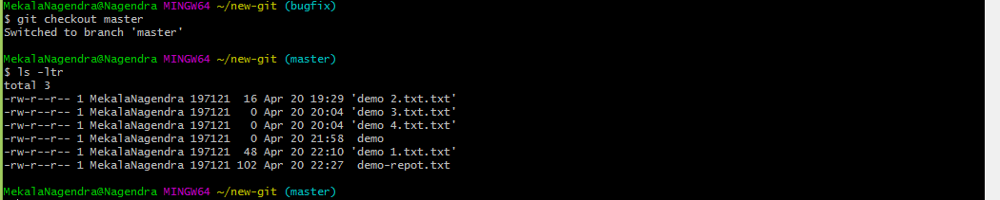 MekalaNagendra@Nagendra MINGW64 ~/new-git (bugfix)
$ git checkout master
Switched to branch 'master'
MekalaNagendra@Nagendra MINGW64 ~/new-git (master)
$ ls -ltr
total 3
-rw-r--r-- 1 MekalaNagendra 197121  16 Apr 20 19:29 'demo 2.txt.txt'
-rw-r--r-- 1 MekalaNagendra 197121   0 Apr 20 20:04 'demo 3.txt.txt'
-rw-r--r-- 1 MekalaNagendra 197121   0 Apr 20 20:04 'demo 4.txt.txt'
-rw-r--r-- 1 MekalaNagendra 197121   0 Apr 20 21:58  demo
-rw-r--r-- 1 MekalaNagendra 197121  48 Apr 20 22:10 'demo 1.txt.txt'
-rw-r--r-- 1 MekalaNagendra 197121 102 Apr 20 22:27  demo-repot.txt
MekalaNagendra@Nagendra MINGW64 ~/new-git (master)